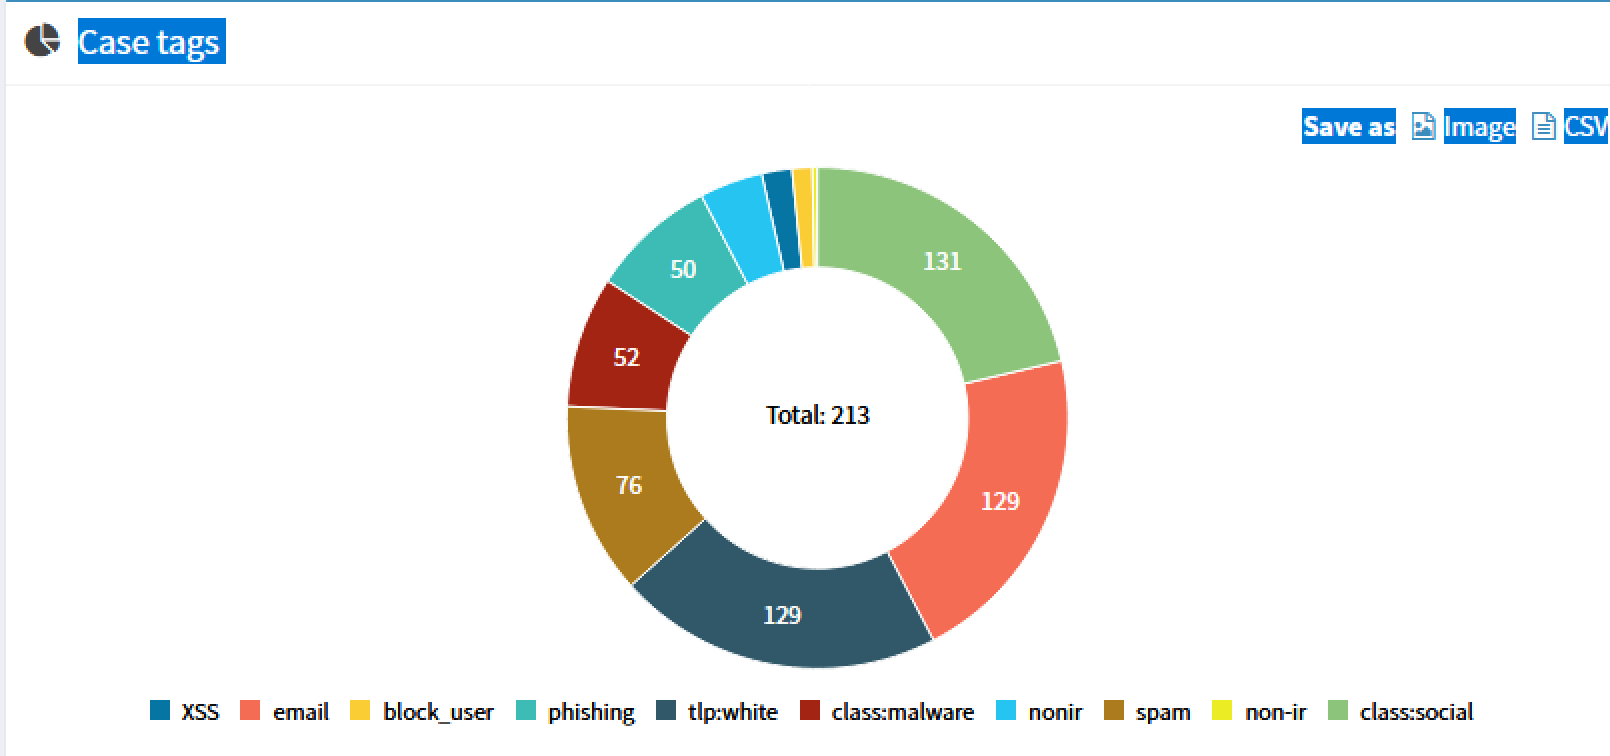 Case tags
Save as Image CSV
131
50
52
Total: 213
76
129
129
XSS email block_user phishing tlp:white class:malware nonir spam non-ir class:social